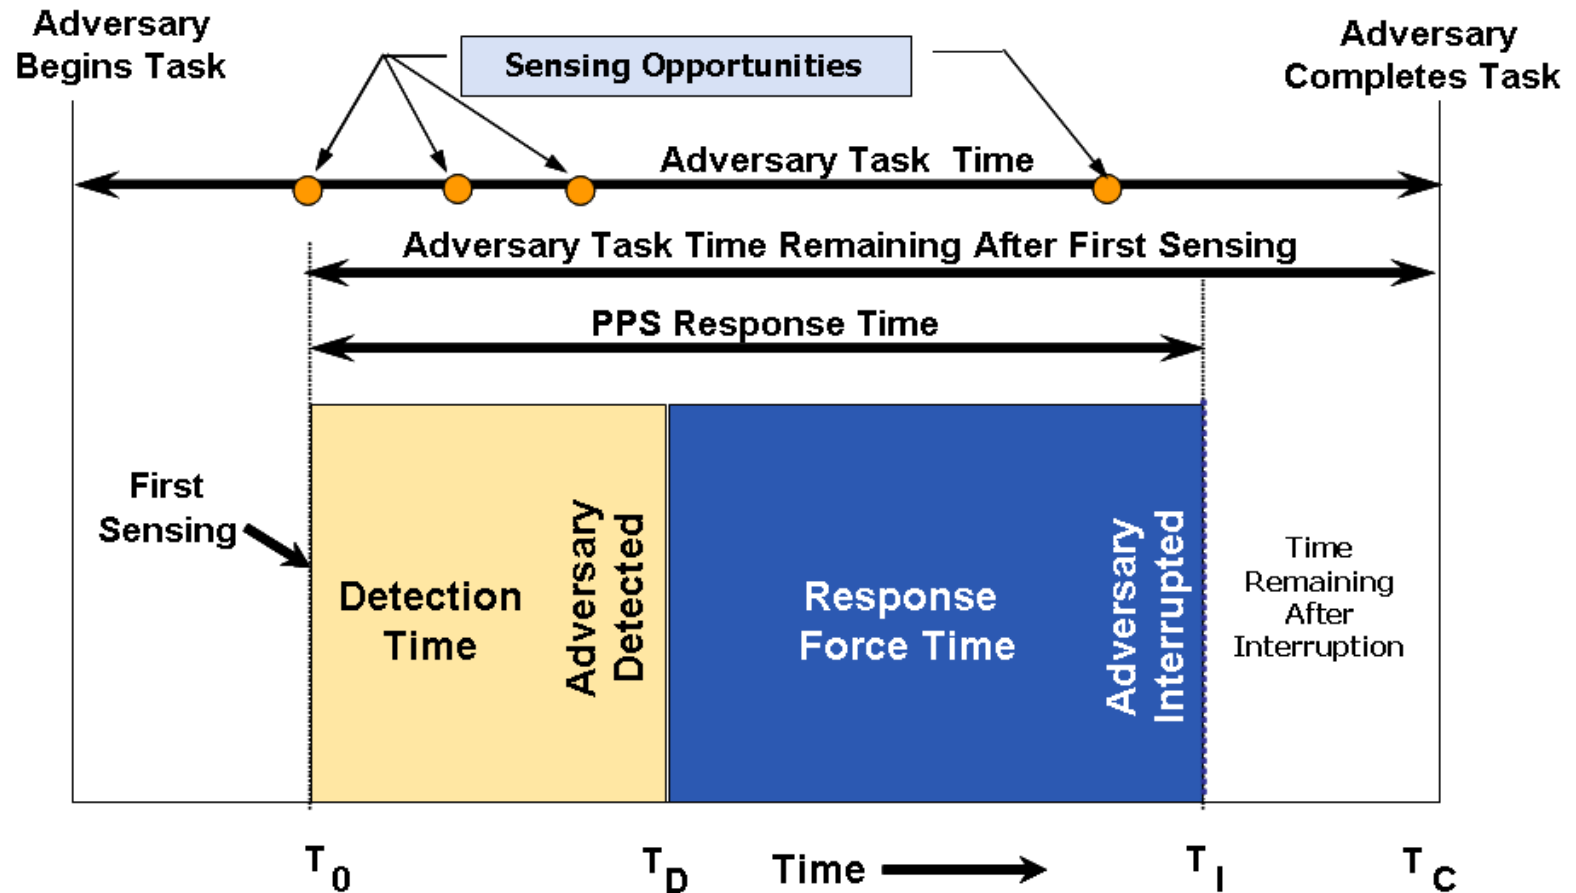 Adversary
Begins Task
Sensing Opportunities
Adversary
Completes Task
Adversary Task Time
Adversary Task Time Remaining After First Sensing
PPS Response Time
First
Sensing
Detection
Time
Adversary
Detected
Response
Force Time
Adversary
Interrupted
Time
Remaining
After
Interruption
T0
TD
Time
TI
TC